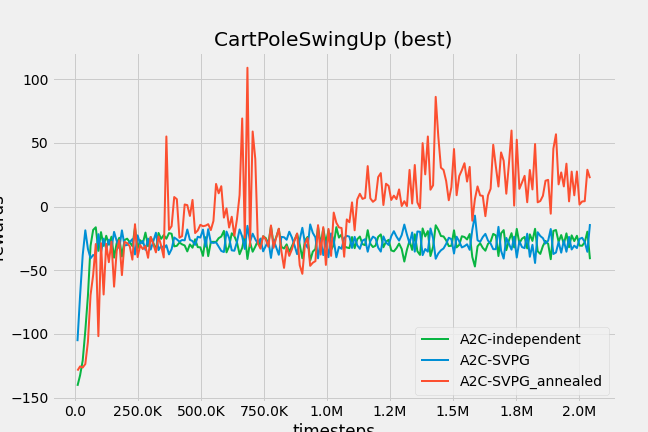 CartPoleSwingUp (best)
100
50
0
−50
−100
−150
A2C-independent
A2C-SVPG
A2C-SVPG_annealed
0.0 250.0K 500.0K 750.0K 1.0M 1.2M 1.5M 1.8M 2.0M
timesteps